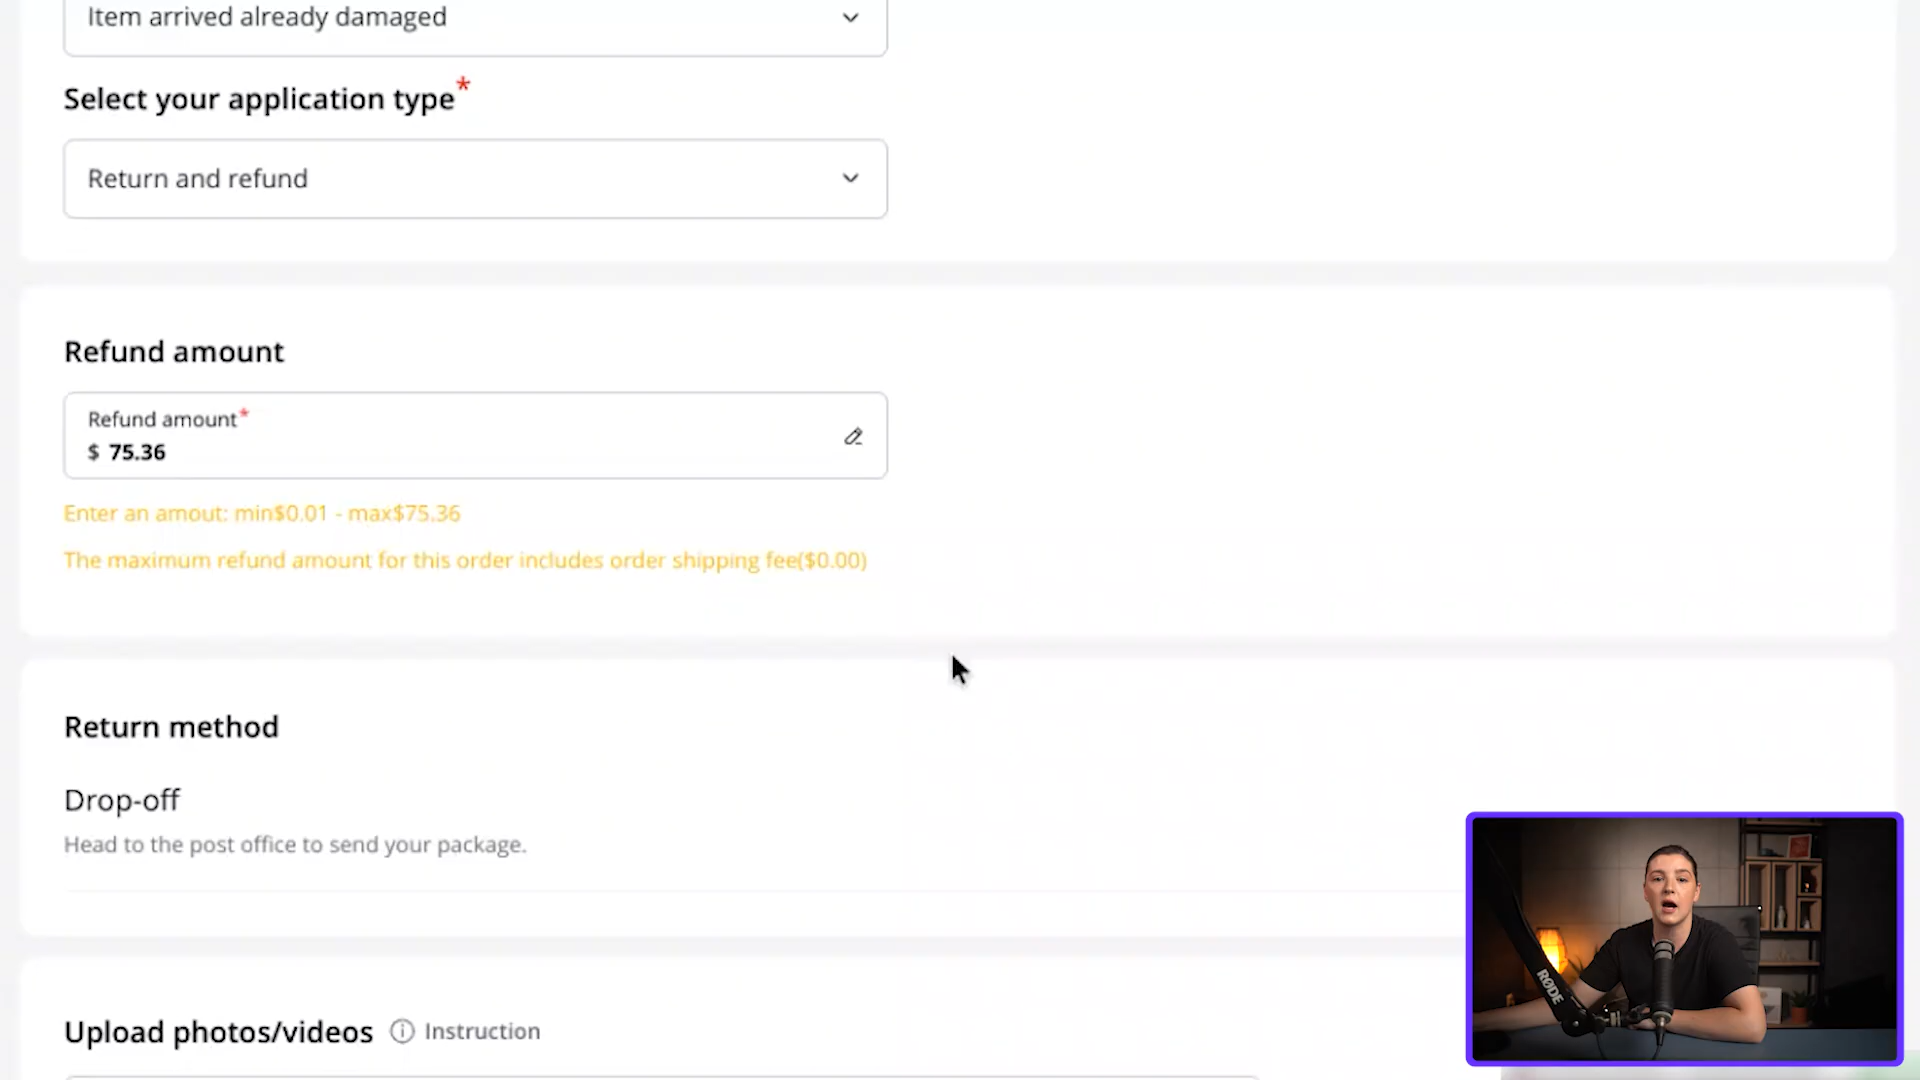 Item arrived already damaged
Select your application type*
Return and refund
Refund amount
Refund amount*
$ 75.36
Enter an amout: min$0.01 - max$75.36
The maximum refund amount for this order includes order shipping fee($0.00)
Return method
Drop-off
Head to the post office to send your package.
Upload photos/videos Instruction
RØDE